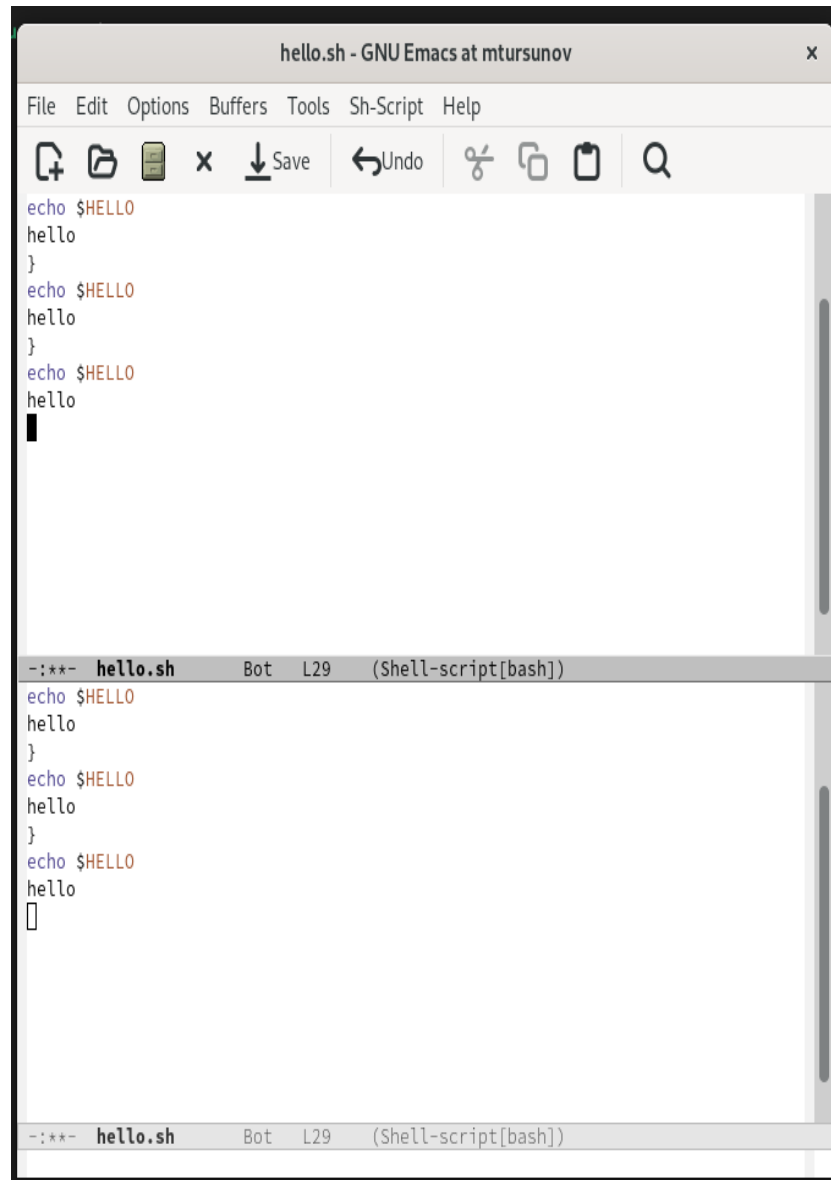 hello.sh - GNU Emacs at mtursunov
File Edit Options Buffers Tools Sh-Script Help
Save Undo
echo $HELLO
hello
}
echo $HELLO
hello
}
echo $HELLO
hello
-:**- hello.sh Bot L29 (Shell-script[bash])
echo $HELLO
hello
}
echo $HELLO
hello
}
echo $HELLO
hello
-:**- hello.sh Bot L29 (Shell-script[bash])